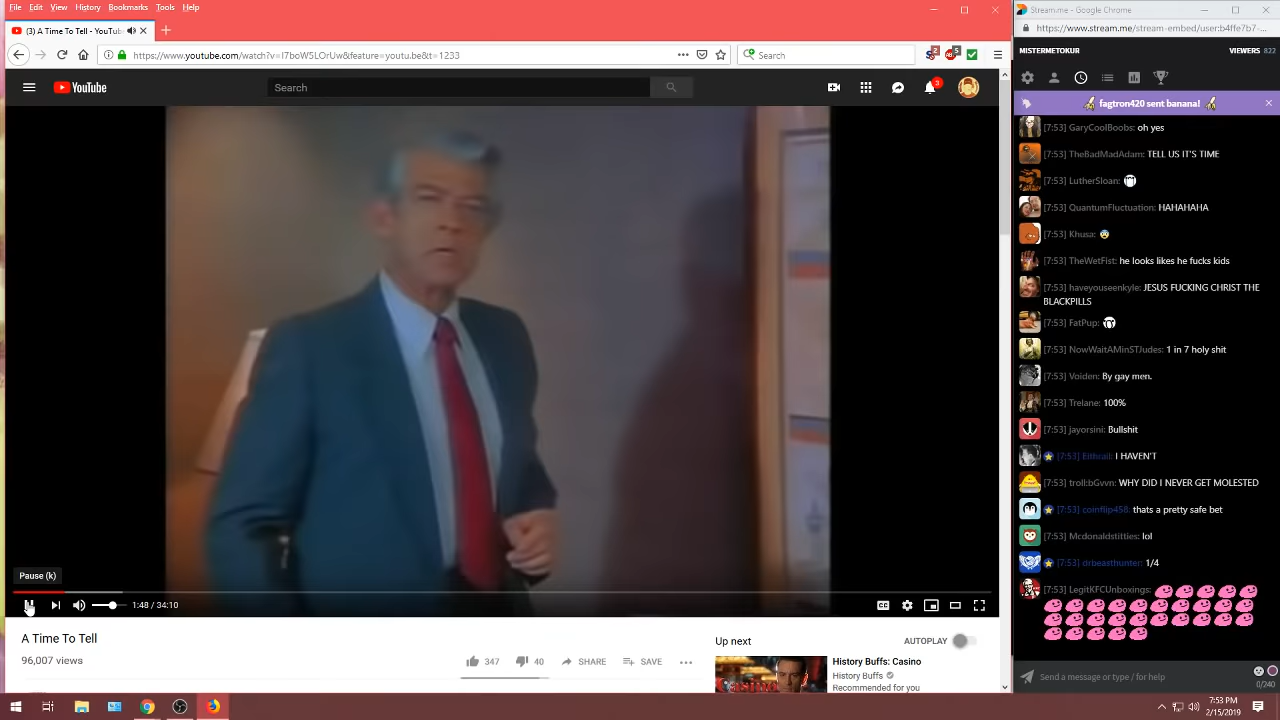 File Edit View History Bookmarks Tools Help
(3) A Time To Tell - YouTube
https://www.youtube.com/watch?v=I7boW5LOrUw&feature=youtu.be&t=1233
Search
YouTube
Search
3
Pause (k)
1:48 / 34:10
A Time To Tell
96,007 views
347
40
SHARE
SAVE
Up next
AUTOPLAY
History Buffs: Casino
History Buffs
Recommended for you
Stream.me - Google Chrome
https://www.stream.me/stream-embed/user:b4ffe7b7-...
MISTERMETOKUR
VIEWERS 822
fagtron420 sent banana!
[7:53] GaryCoolBoobs: oh yes
[7:53] TheBadMadAdam: TELL US IT'S TIME
[7:53] LutherSloan:
[7:53] QuantumFluctuation: HAHAHAHA
[7:53] Khusa:
[7:53] TheWetFist: he looks likes he fucks kids
[7:53] haveyouseenkyle: JESUS FUCKING CHRIST THE
BLACKPILLS
[7:53] FatPup:
[7:53] NowWaitAMinSTJudes: 1 in 7 holy shit
[7:53] Voiden: By gay men.
[7:53] Trelane: 100%
[7:53] jayorsini: Bullshit
[7:53] Eithrail: I HAVEN'T
[7:53] troll:bGvvn: WHY DID I NEVER GET MOLESTED
[7:53] coinflip458: thats a pretty safe bet
[7:53] Mcdonaldstitties: lol
[7:53] drbeasthunter: 1/4
[7:53] LegitKFCUnboxings:
Send a message or type / for help
0/240
7:53 PM
2/15/2019